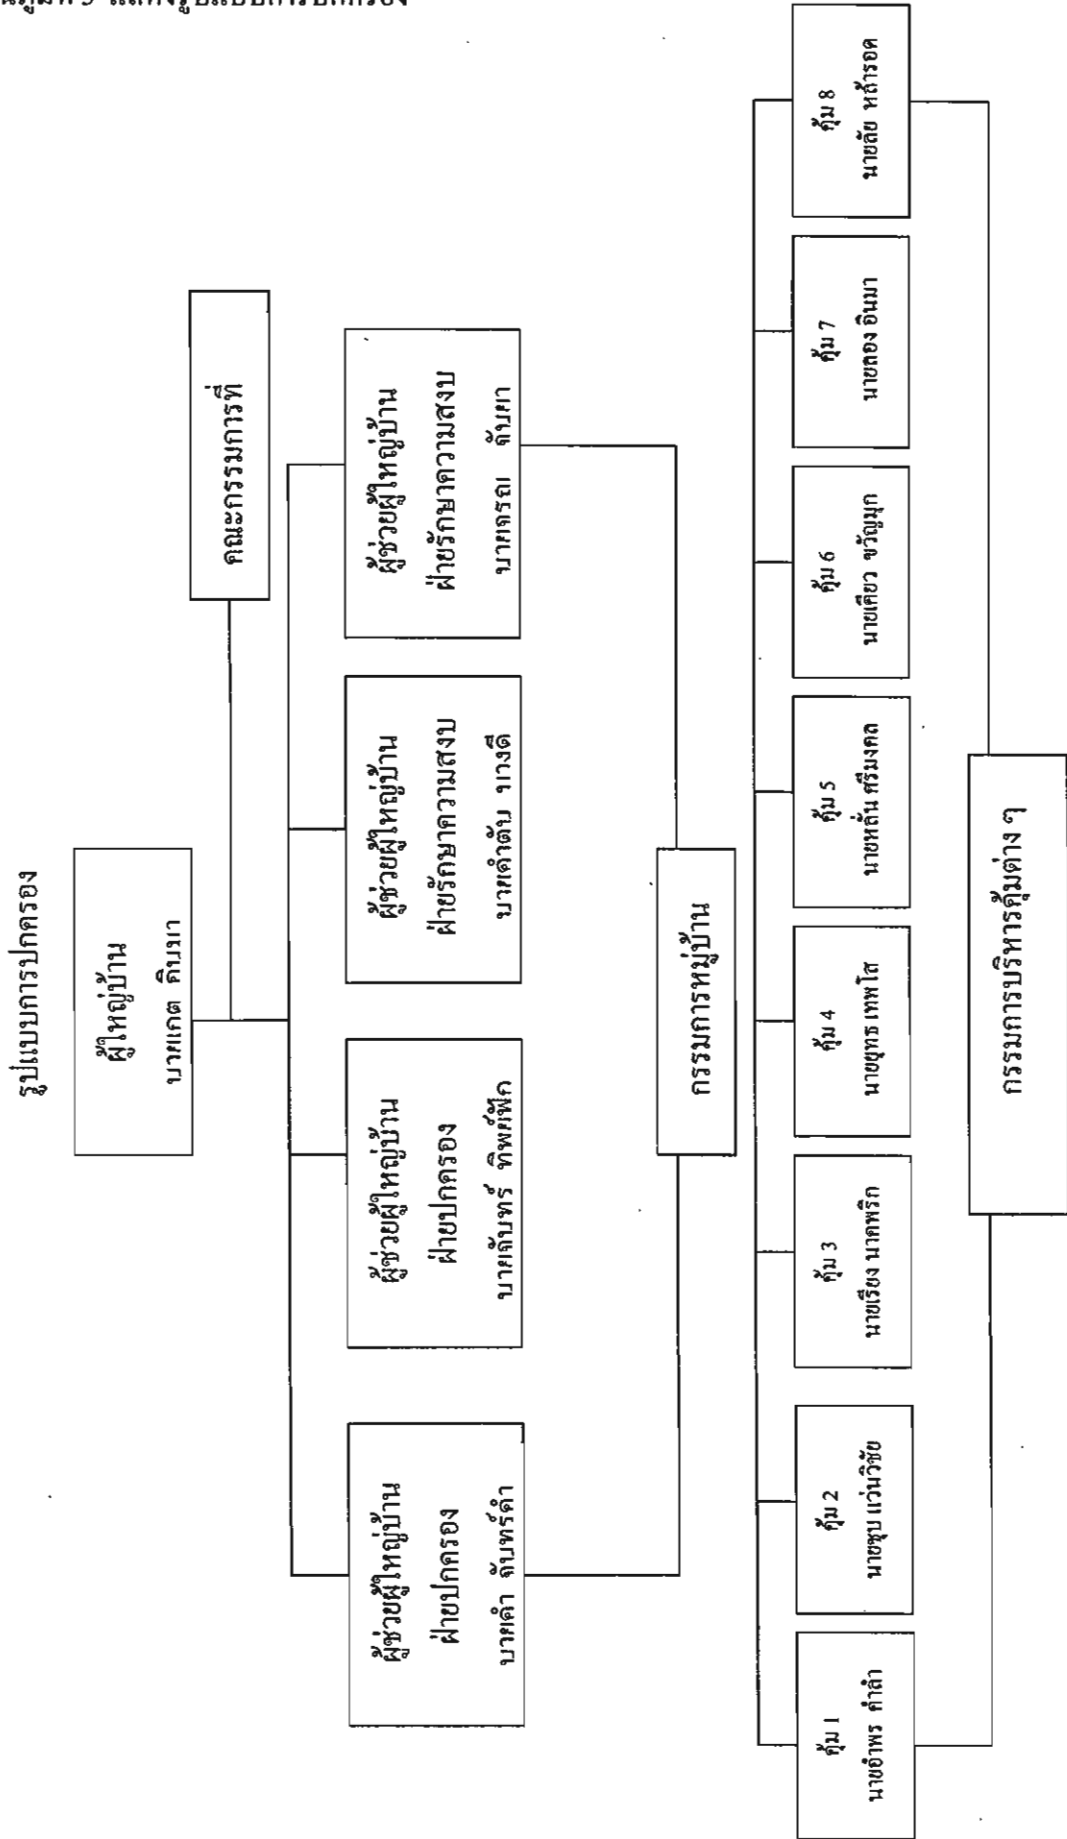 รูปแบบการปกครอง
ผู้ใหญ่บ้าน
นายเกต
คณะกรรมการที่
ผู้ช่วยผู้ใหญ่บ้าน
ฝ่ายปกครอง
นายคำ จันทร์คำ
ผู้ช่วยผู้ใหญ่บ้าน
ฝ่ายปกครอง
นายจันทร์ ทิพย์ฟัก
ผู้ช่วยผู้ใหญ่บ้าน
ฝ่ายรักษาความสงบ
นายคำตัน
ผู้ช่วยผู้ใหญ่บ้าน
ฝ่ายรักษาความสงบ
นายจรณ
กรรมการหมู่บ้าน
คุ้ม 1
นายอำพร กำลำ
คุ้ม 2
นายชุบ แว่นวิชัย
คุ้ม 3
นายเรียง นาคพริก
คุ้ม 4
นายยุทธ เทพโส
คุ้ม 5
นายหลั่น ศรีมงคล
คุ้ม 6
นายเคียว ขวัญมุก
คุ้ม 7
นายลอง อินมา
คุ้ม 8
นายลัย หล้ารอด
กรรมการบริหารคุ้มต่าง ๆ